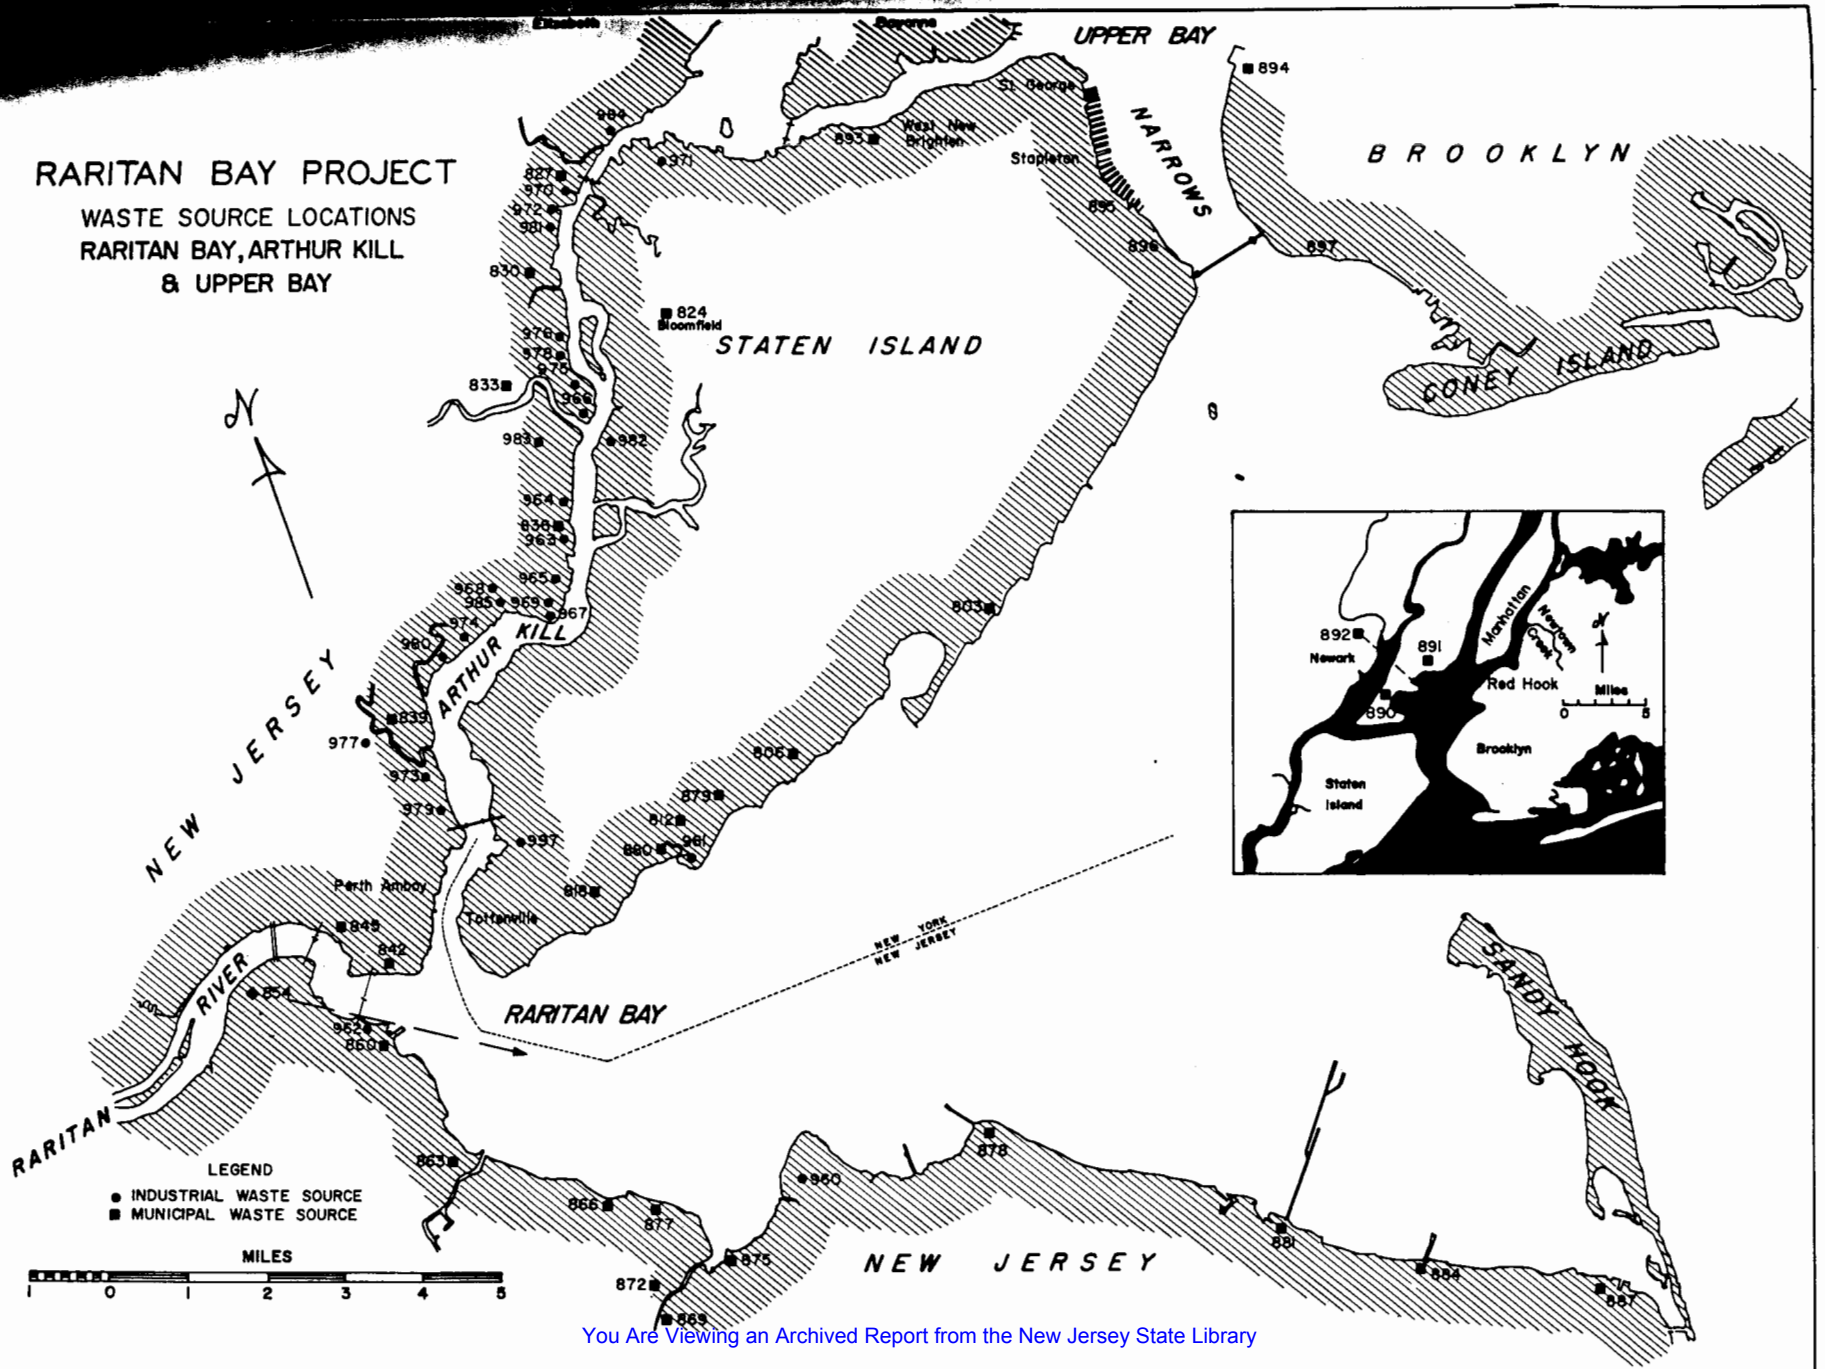 Elizabeth
Bayonne
UPPER BAY
894
St. George
984
NARROWS
893
West New
Brighton
BROOKLYN
971
Stapleton
RARITAN BAY PROJECT
827
970
WASTE SOURCE LOCATIONS
972
895
981
RARITAN BAY, ARTHUR KILL
896
897
830
& UPPER BAY
824
Bloomfield
STATEN ISLAND
976
978
975
833
CONEY ISLAND
966
N
983
982
964
836
963
965
968
985
969
967
803
974
KILL
980
ARTHUR
Manhattan
Newtown
Creek
N
892
891
Newark
Red Hook
Miles
0 5
890
Brooklyn
Staten
Island
NEW JERSEY
839
977
806
973
879
979
812
997
880
961
Perth Amboy
818
Tottenville
845
NEW YORK
NEW JERSEY
842
SANDY HOOK
RIVER
854
RARITAN BAY
962
860
RARITAN
878
863
LEGEND
960
INDUSTRIAL WASTE SOURCE
866
MUNICIPAL WASTE SOURCE
877
881
MILES
875
NEW JERSEY
884
872
887
1 0 1 2 3 4 5
869
You Are Viewing an Archived Report from the New Jersey State Library